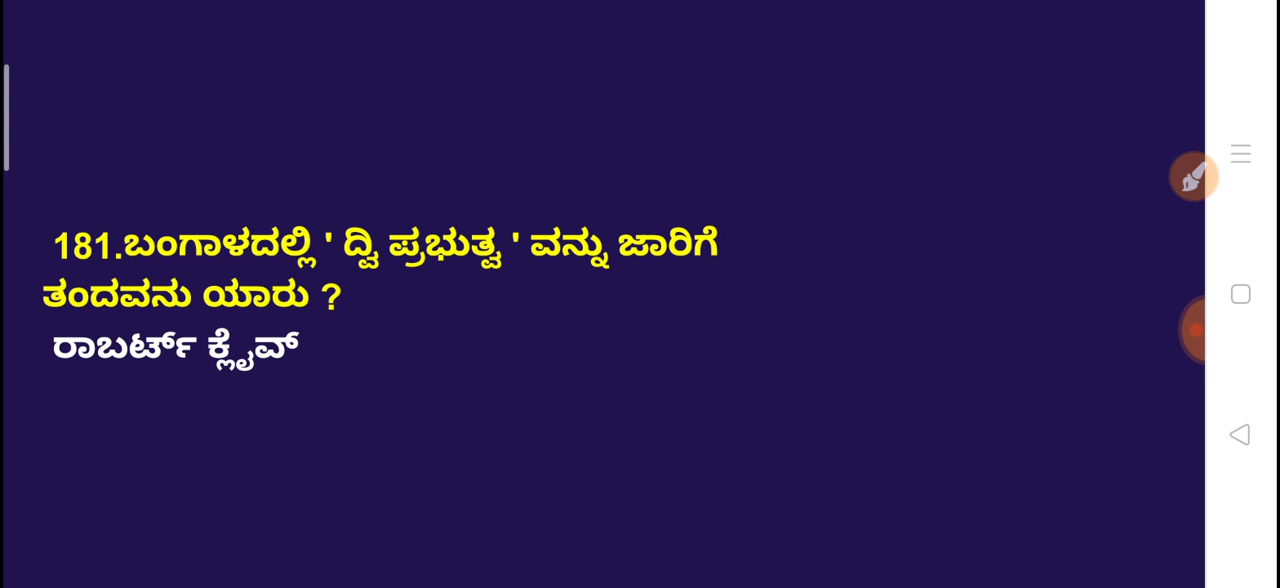 181.ಬಂಗಾಳದಲ್ಲಿ ' ದ್ವಿ ಪ್ರಭುತ್ವ ' ವನ್ನು ಜಾರಿಗೆ
ತಂದವನು ಯಾರು ?
ರಾಬರ್ಟ್ ಕ್ಲೈವ್